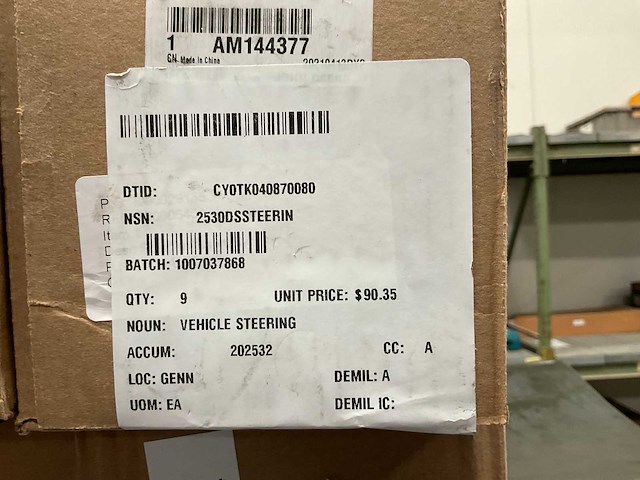 1 AM144377
GN. Made in China
DTID: CY0TK040870080
NSN: 2530DSSTEERIN
BATCH: 1007037868
QTY: 9 UNIT PRICE: $90.35
NOUN: VEHICLE STEERING
ACCUM: 202532 CC: A
LOC: GENN DEMIL: A
UOM: EA DEMIL IC: